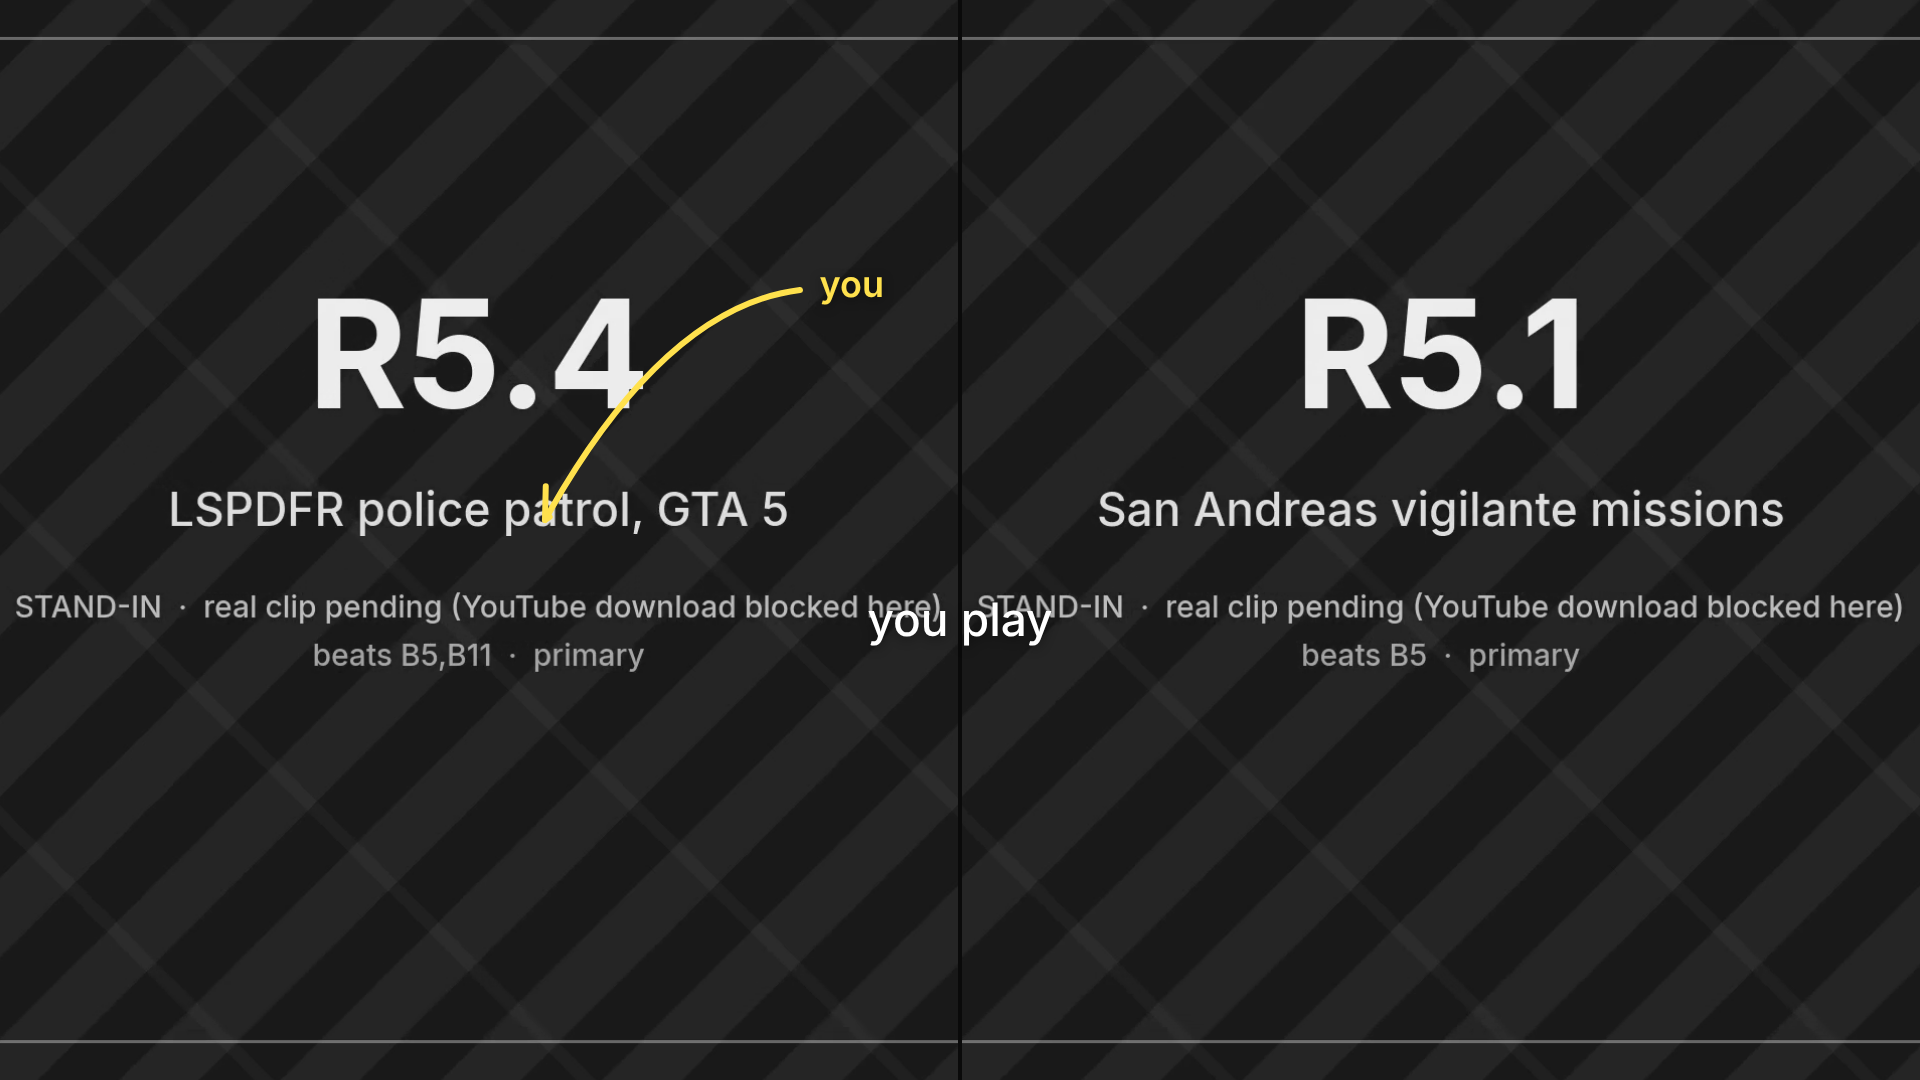 you
R5.4
LSPDFR police patrol, GTA 5
STAND-IN · real clip pending (YouTube download blocked here)
beats B5,B11 · primary
you play
R5.1
San Andreas vigilante missions
STAND-IN · real clip pending (YouTube download blocked here)
beats B5 · primary